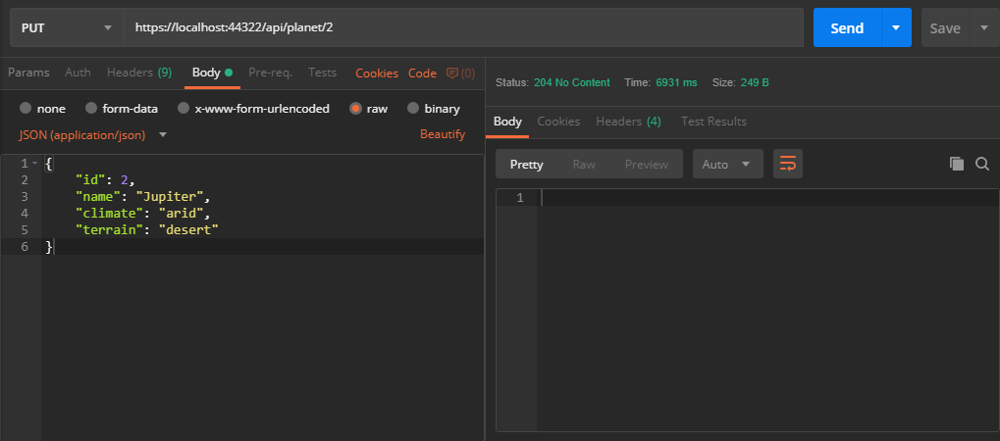 PUT https://localhost:44322/api/planet/2 Send Save
Params Auth Headers (9) Body Pre-req. Tests Cookies Code (0)
none form-data x-www-form-urlencoded raw binary
JSON (application/json) Beautify
1 {
2 "id": 2,
3 "name": "Jupiter",
4 "climate": "arid",
5 "terrain": "desert"
6 }
Status: 204 No Content Time: 6931 ms Size: 249 B
Body Cookies Headers (4) Test Results
Pretty Raw Preview Auto
1